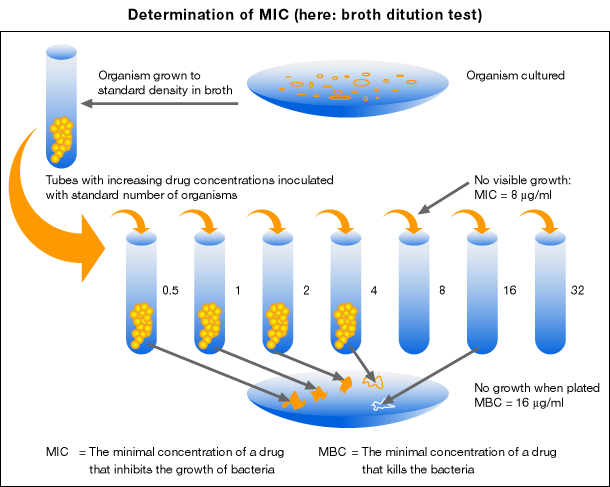 Determination of MIC (here: broth ditution test)
Organism grown to
standard density in broth
Organism cultured
Tubes with increasing drug concentrations inoculated
with standard number of organisms
No visible growth:
MIC = 8 µg/ml
0.5 1 2 4 8 16 32
No growth when plated
MBC = 16 µg/ml
MIC = The minimal concentration of a drug
that inhibits the growth of bacteria
MBC = The minimal concentration of a drug
that kills the bacteria